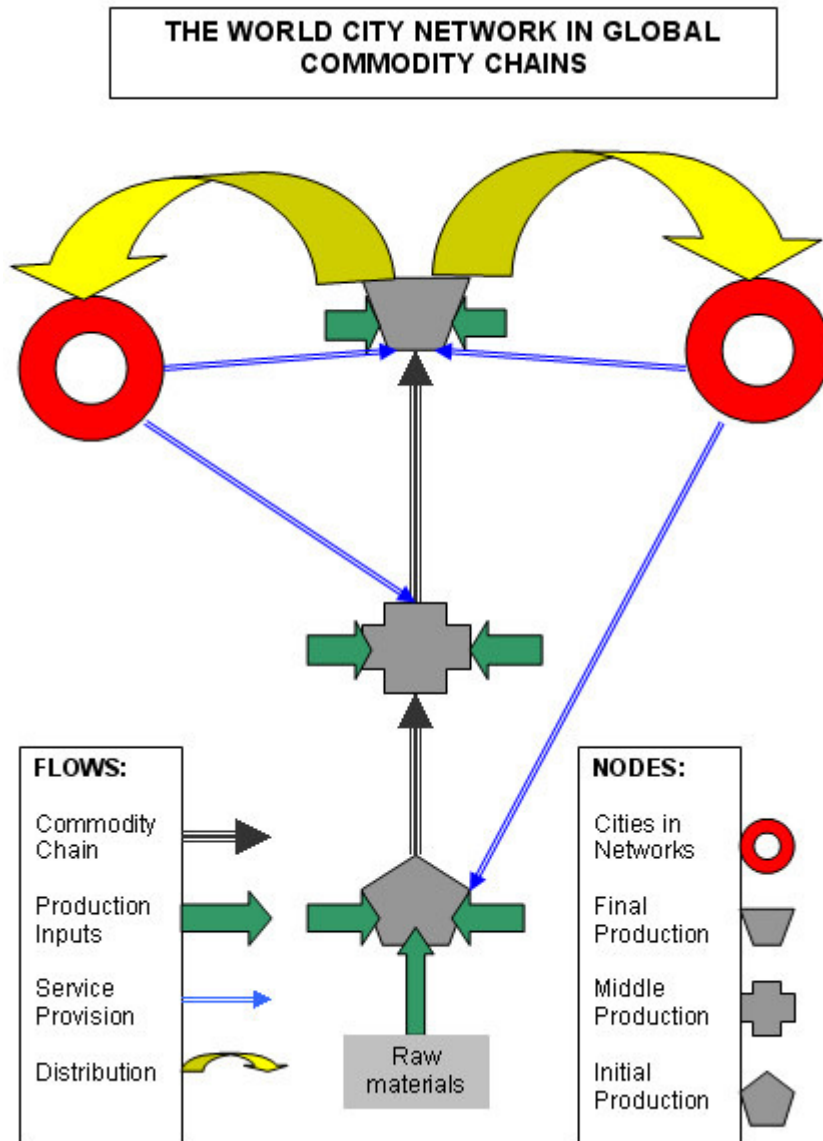 THE WORLD CITY NETWORK IN GLOBAL
COMMODITY CHAINS
FLOWS:
Commodity
Chain
Production
Inputs
Service
Provision
Distribution
Raw
materials
NODES:
Cities in
Networks
Final
Production
Middle
Production
Initial
Production